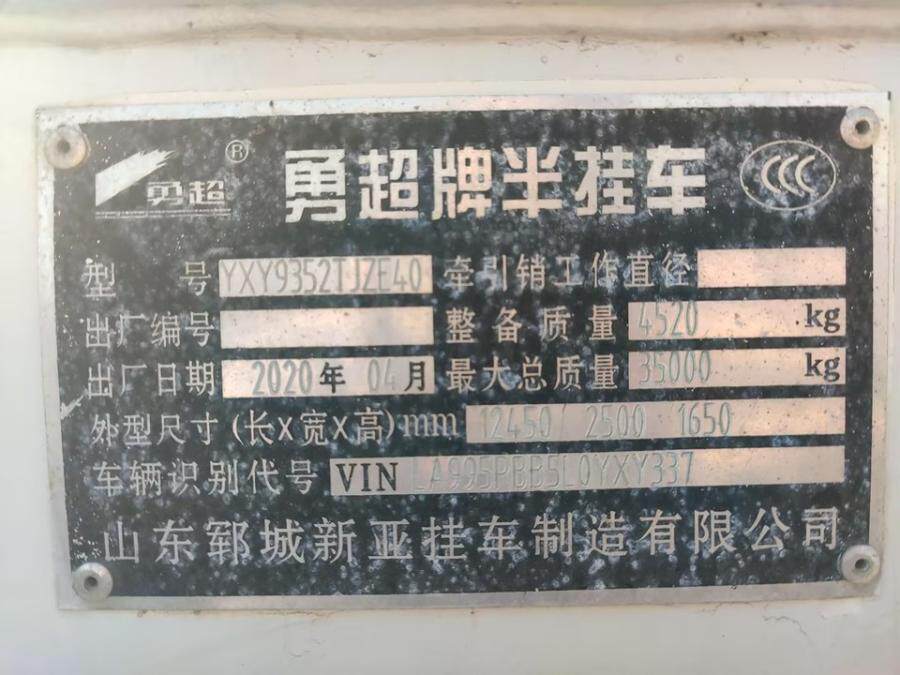 勇超 ® 勇超牌半挂车 CCC
型 号 YXY9352TJZE40 牵引销工作直径
出厂编号 整备质量 4520 kg
出厂日期 2020年 04月 最大总质量 35000 kg
外型尺寸(长X宽X高)mm 12450 2500 1650
车辆识别代号 VIN LA995PBB5L0YXY337
山东郓城新亚挂车制造有限公司